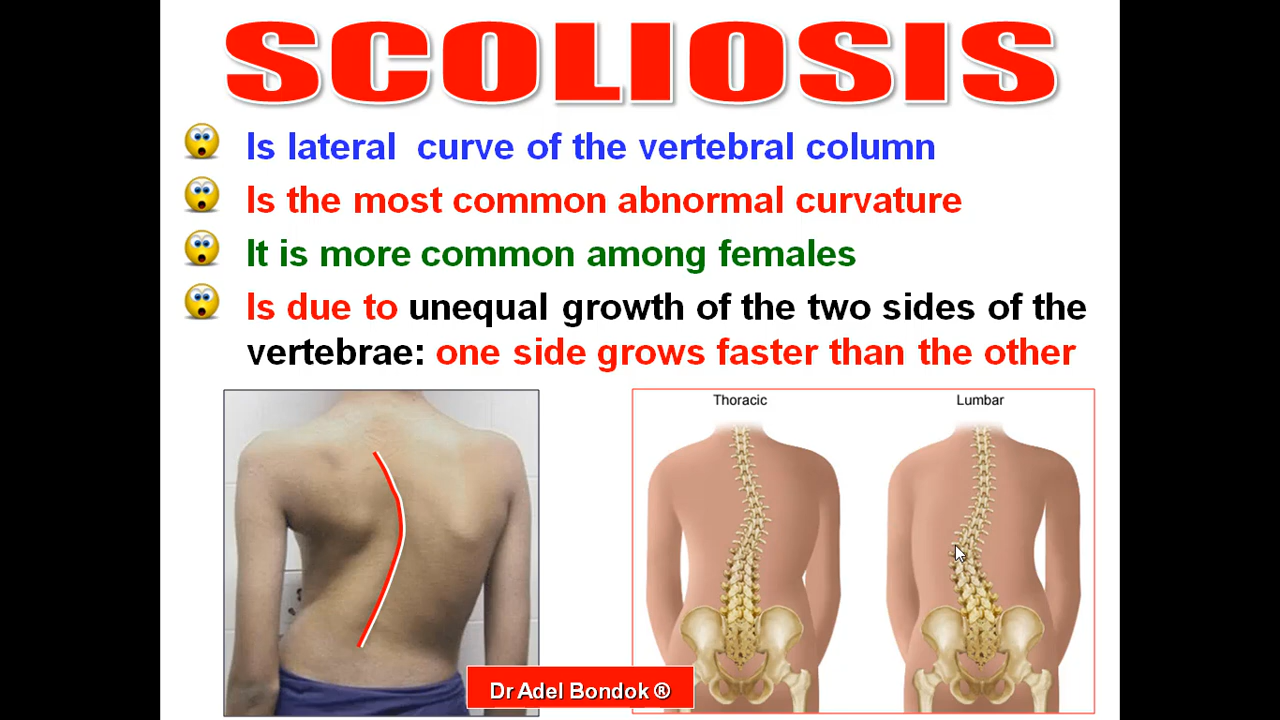 SCOLIOSIS
Is lateral curve of the vertebral column
Is the most common abnormal curvature
It is more common among females
Is due to unequal growth of the two sides of the
vertebrae: one side grows faster than the other
Thoracic
Lumbar
Dr Adel Bondok ®